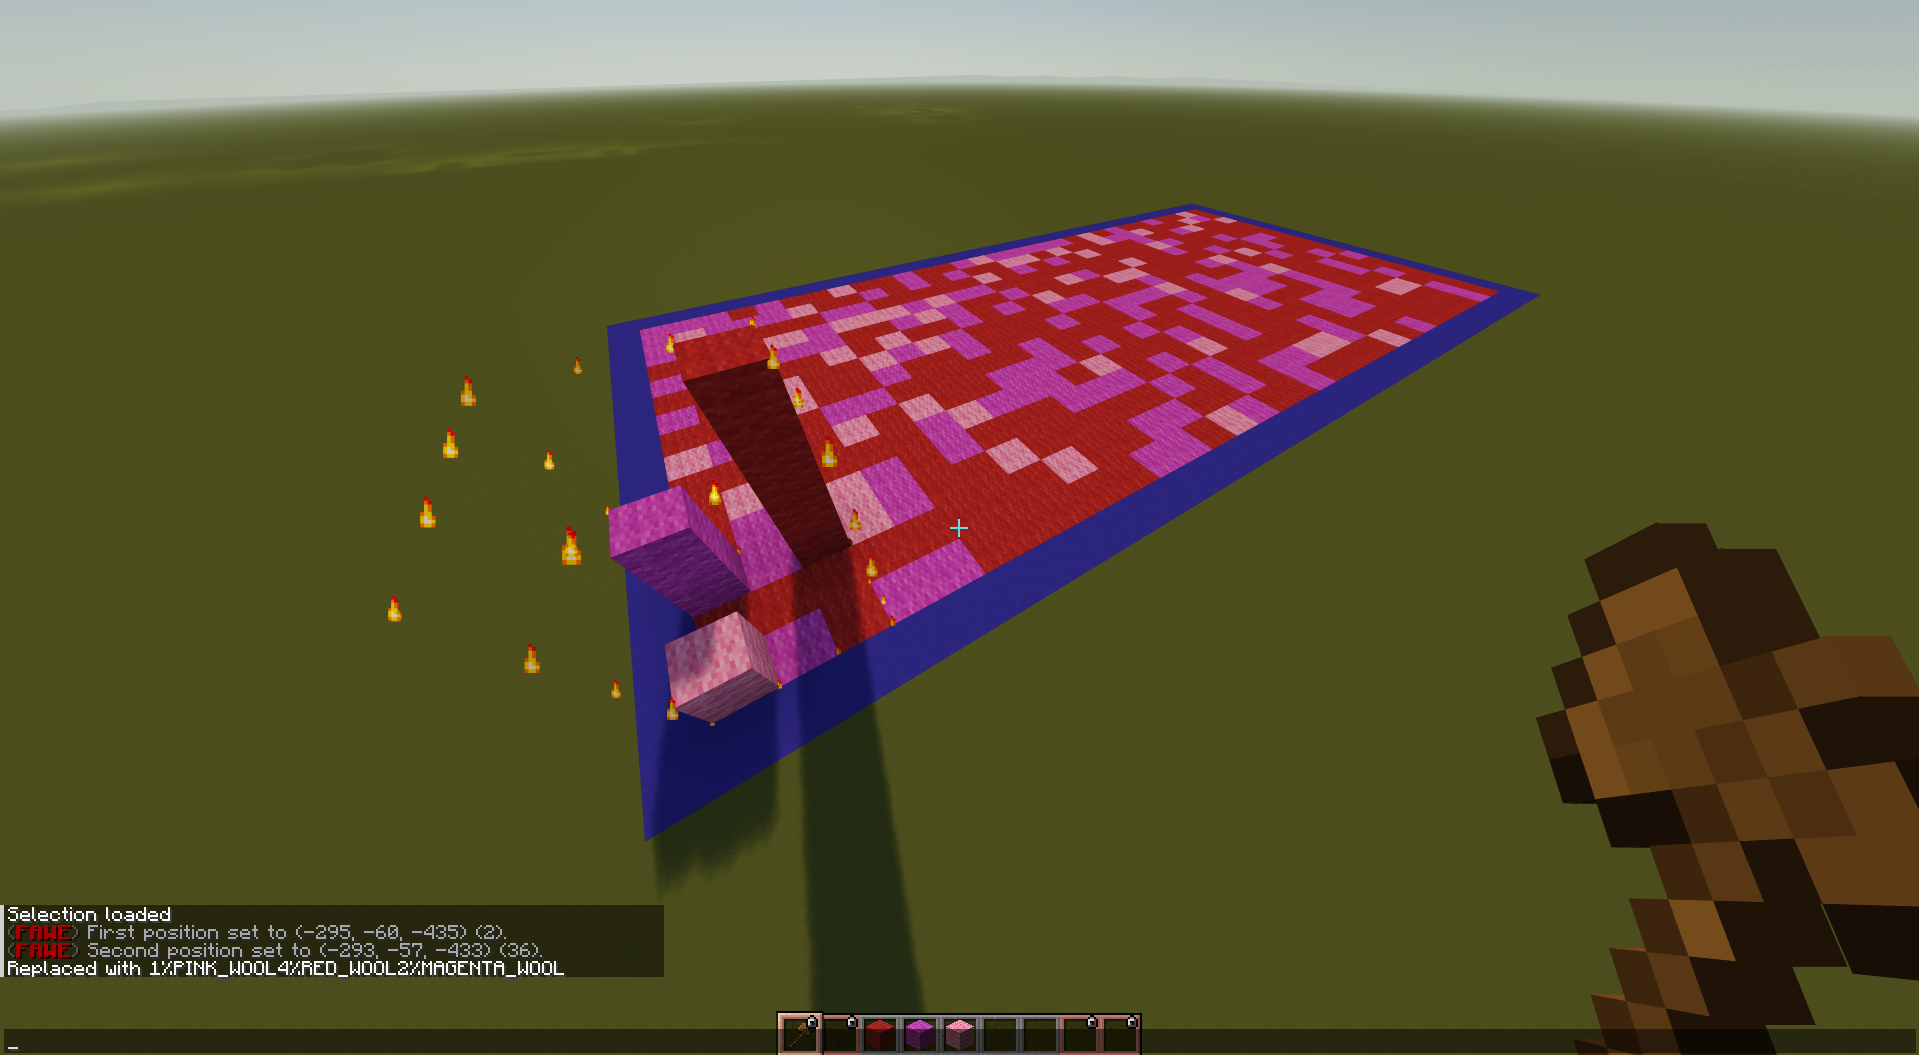 Selection loaded
(FAWE) First position set to (-295, -60, -435) (2).
(FAWE) Second position set to (-293, -57, -433) (36).
Replaced with 1%PINK_WOOL4%RED_WOOL2%MAGENTA_WOOL
_